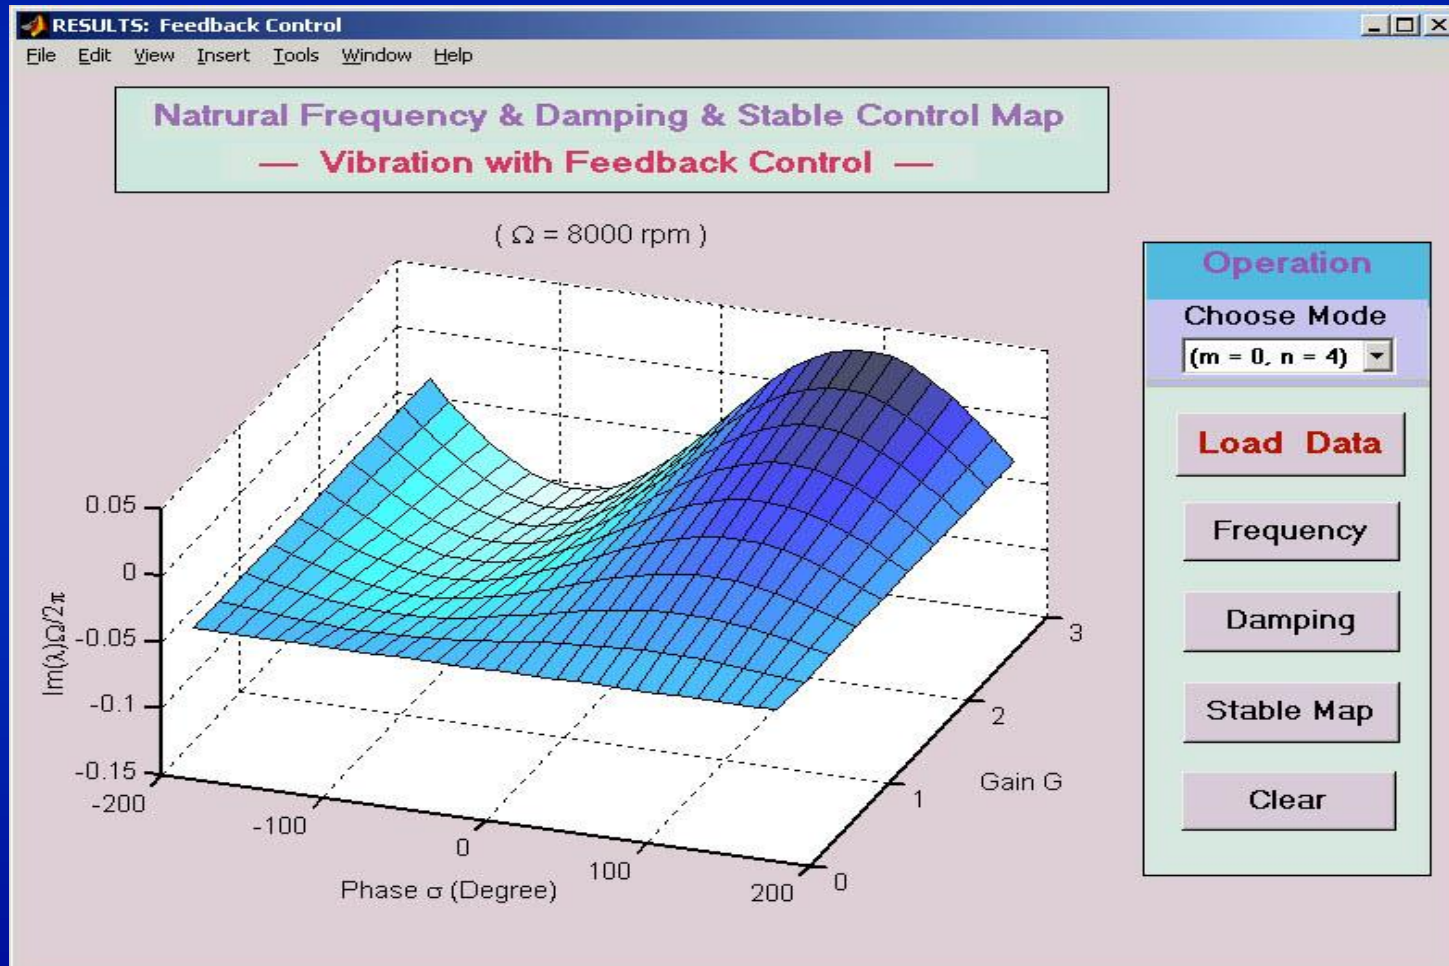 RESULTS: Feedback Control
File Edit View Insert Tools Window Help
Natrural Frequency & Damping & Stable Control Map
— Vibration with Feedback Control —
( Ω = 8000 rpm )
Operation
Choose Mode
(m = 0, n = 4)
Load Data
Frequency
Damping
Stable Map
Clear
0.05
0
-0.05
-0.1
-0.15
Im(λ)Ω/2π
-200
-100
0
100
200
Phase σ (Degree)
0
1
2
3
Gain G